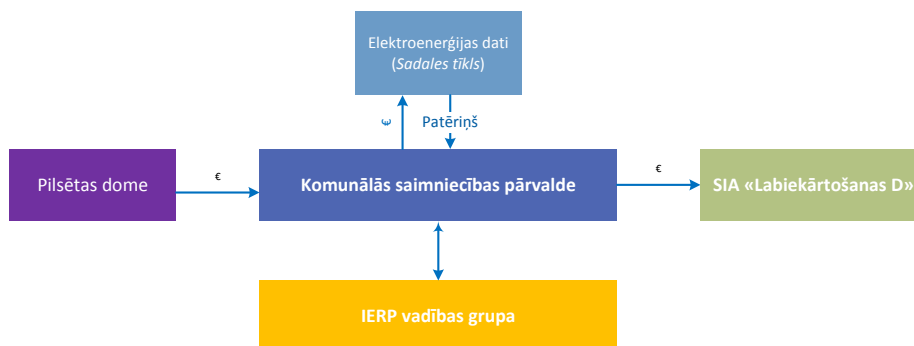 Elektroenerģijas dati
(Sadales tīkls)
€
Patēriņš
Pilsētas dome
€
Komunālās saimniecības pārvalde
€
SIA «Labiekārtošanas D»
IERP vadības grupa